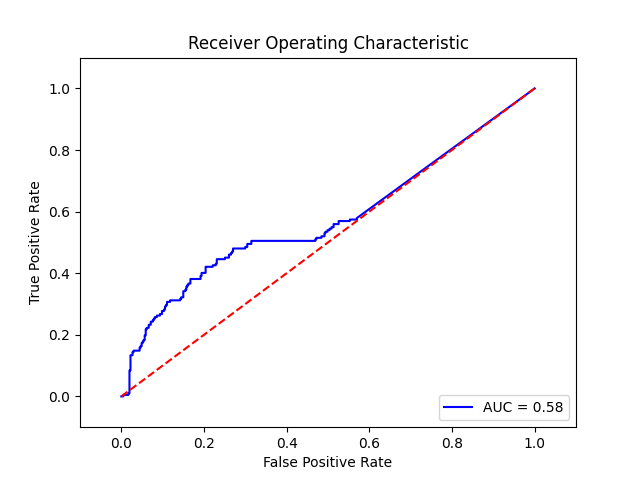 Receiver Operating Characteristic
True Positive Rate
1.0
0.8
0.6
0.4
0.2
0.0
AUC = 0.58
0.0 0.2 0.4 0.6 0.8 1.0
False Positive Rate